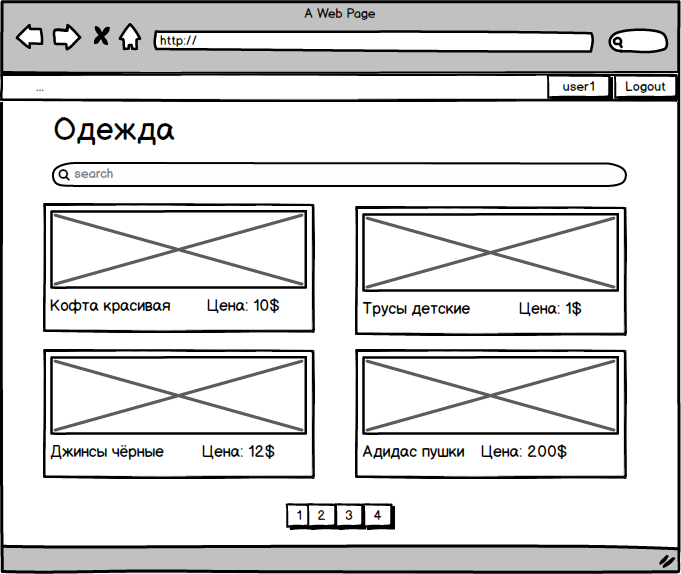 A Web Page
http://
... user1 Logout
Одежда
search
Кофта красивая Цена: 10$
Трусы детские Цена: 1$
Джинсы чёрные Цена: 12$
Адидас пушки Цена: 200$
1 2 3 4